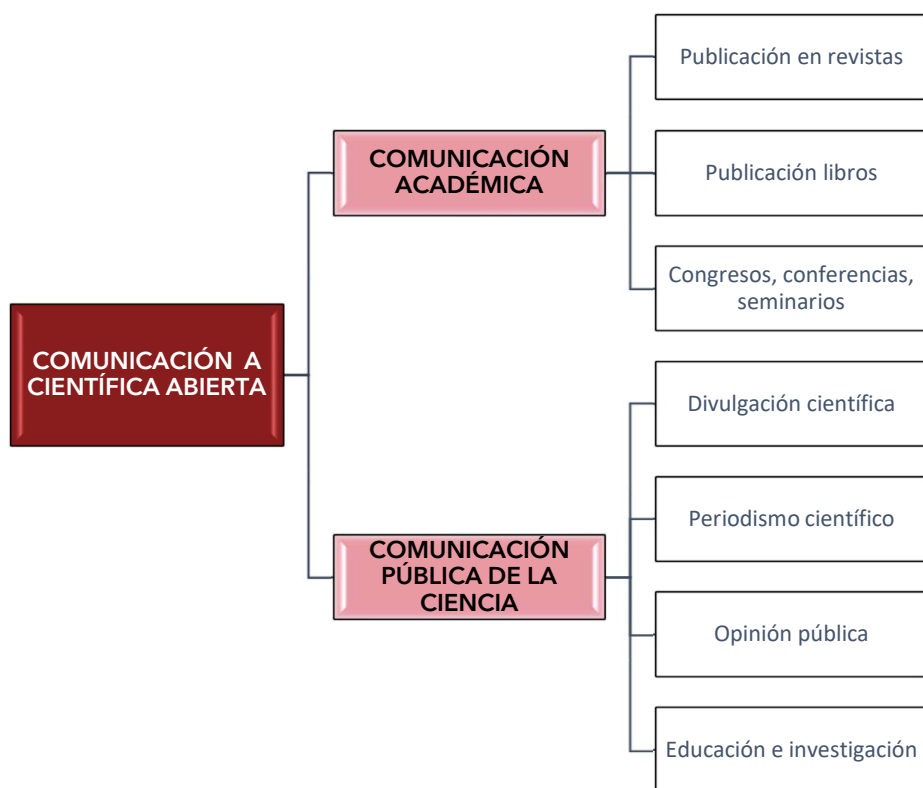 Publicación en revistas
COMUNICACIÓN
ACADÉMICA
Publicación libros
Congresos, conferencias,
seminarios
COMUNICACIÓN  A
CIENTÍFICA ABIERTA
Divulgación científica
Periodismo científico
COMUNICACIÓN
PÚBLICA DE LA
CIENCIA
Opinión pública
Educación e investigación